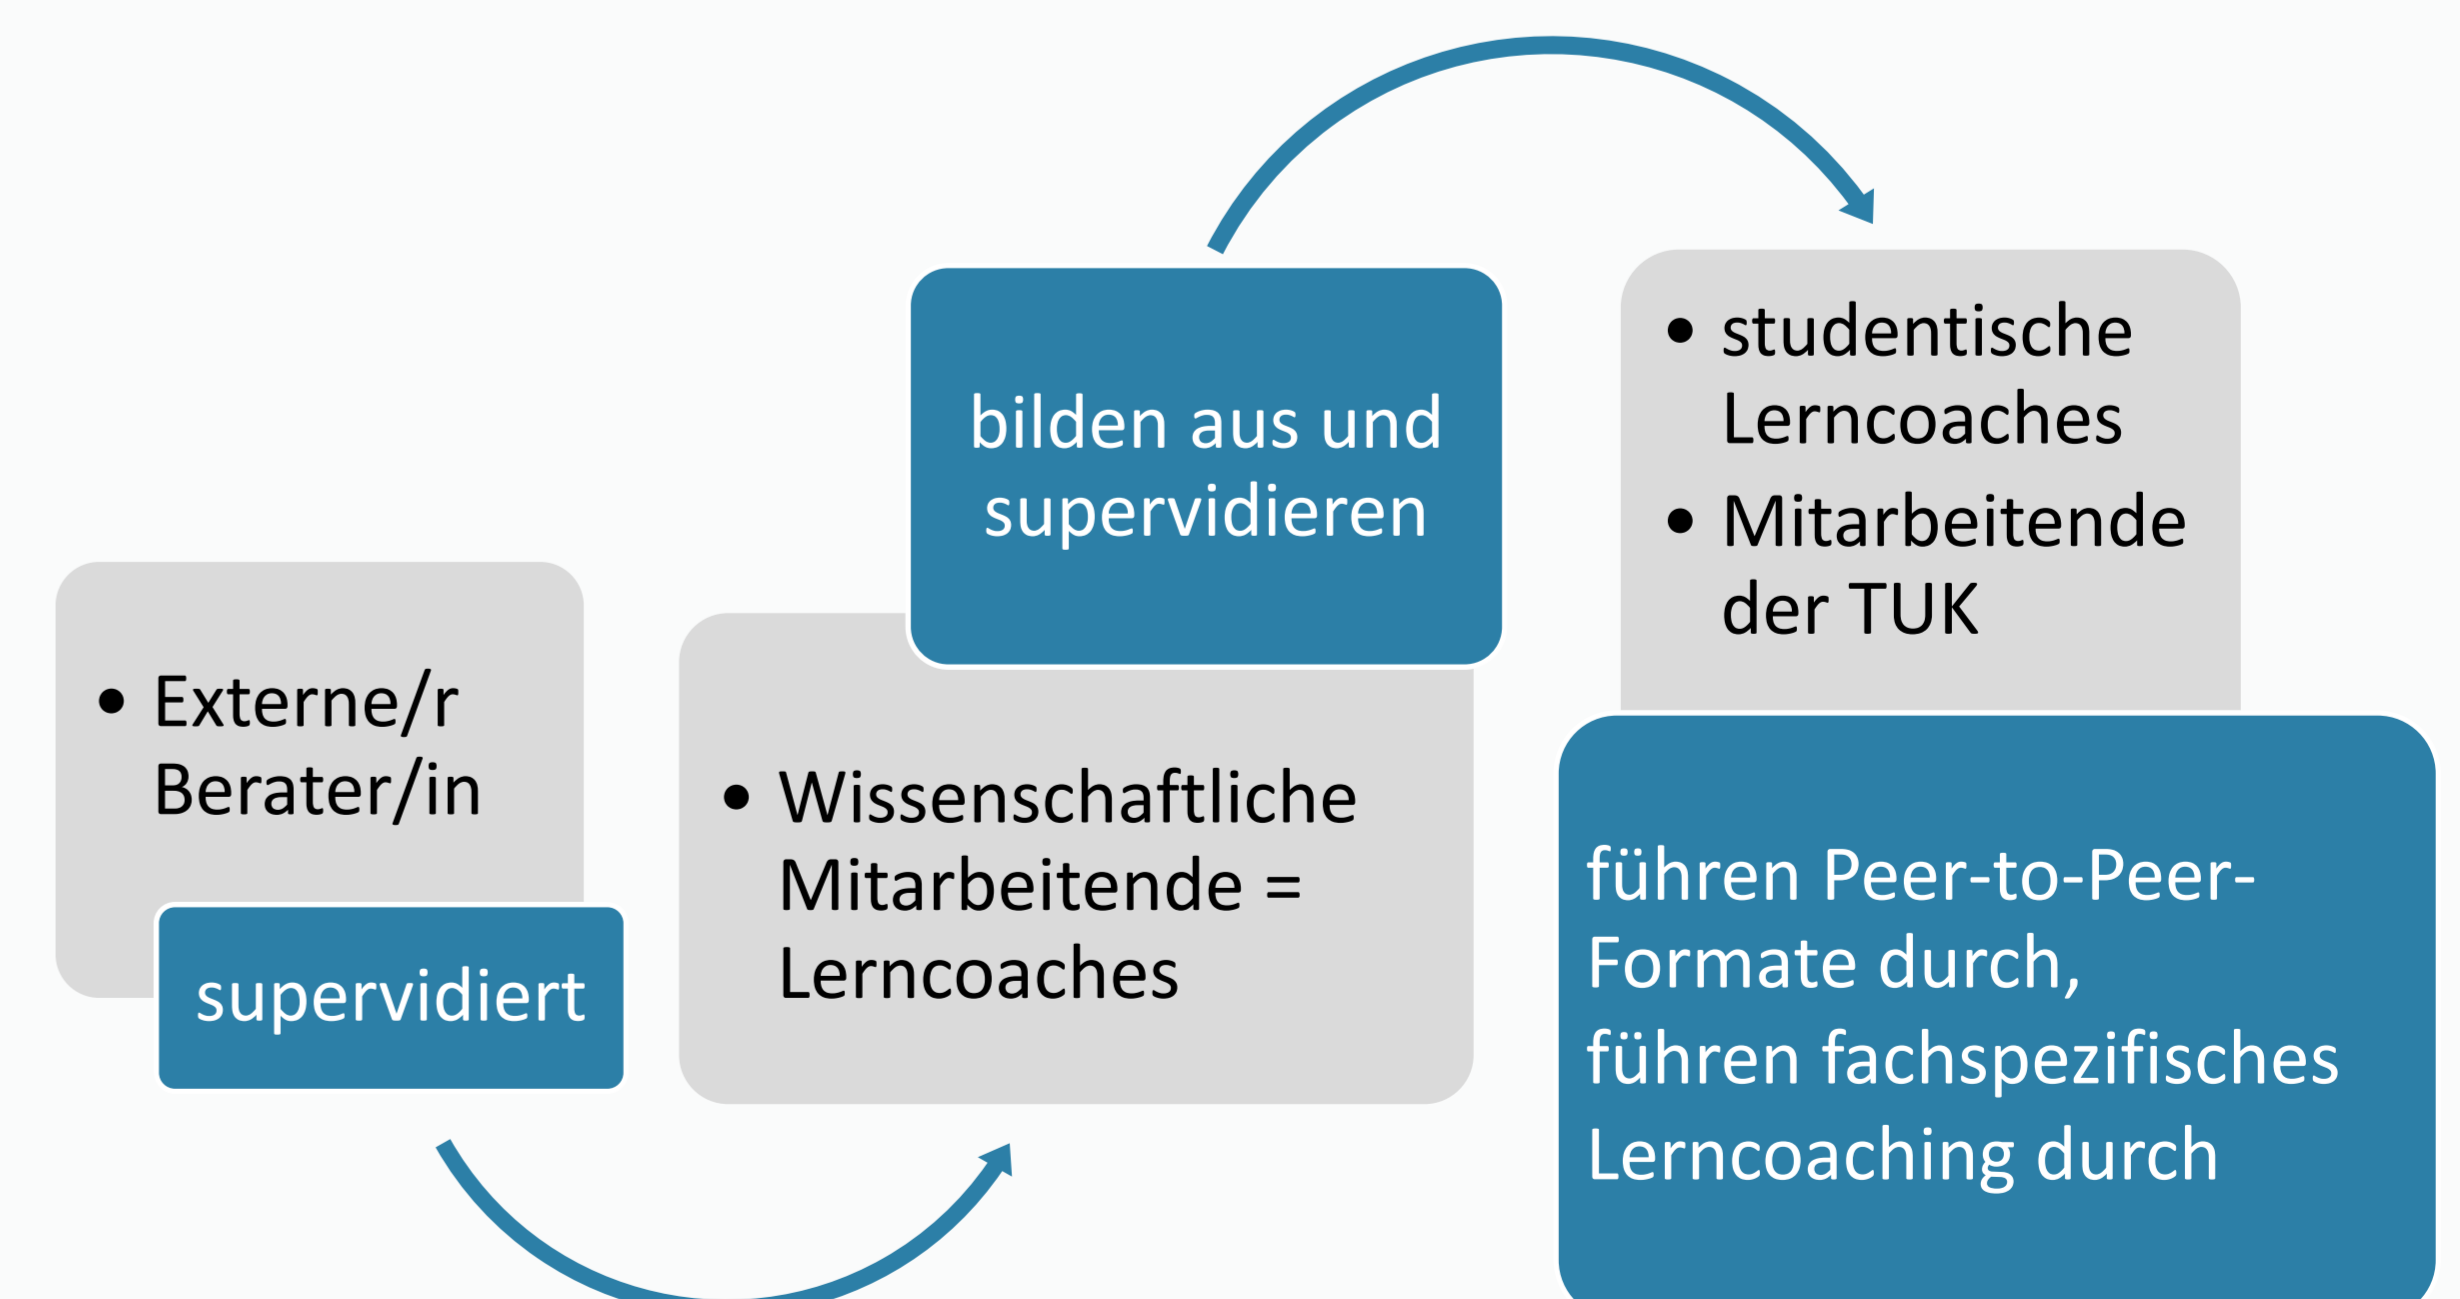 • Externe/r
Berater/in
supervidiert
bilden aus und
supervidieren
• Wissenschaftliche
Mitarbeitende =
Lerncoaches
• studentische
Lerncoaches
• Mitarbeitende
der TUK
führen Peer-to-Peer-
Formate durch,
führen fachspezifisches
Lerncoaching durch